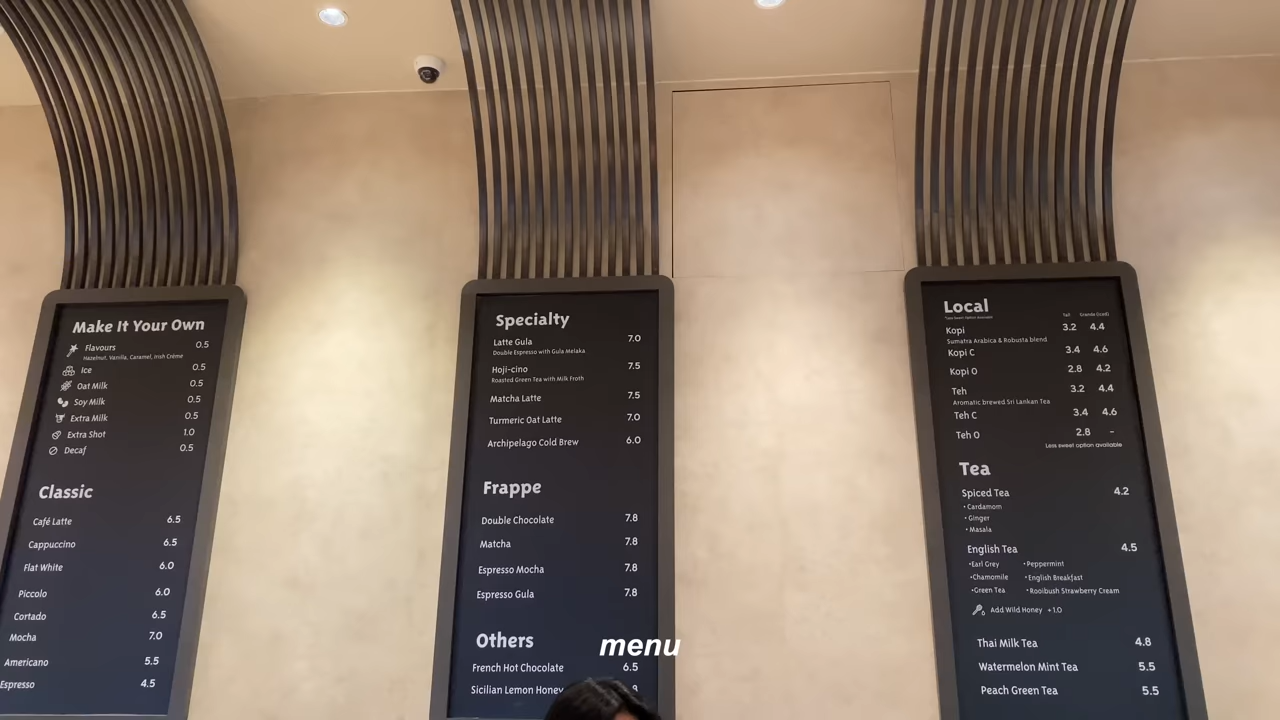 Make It Your Own
Flavours 0.5
Hazelnut, Vanilla, Caramel, Irish Crème
Ice 0.5
Oat Milk 0.5
Soy Milk 0.5
Extra Milk 0.5
Extra Shot 1.0
Decaf 0.5
Classic
Café Latte 6.5
Cappuccino 6.5
Flat White 6.0
Piccolo 6.0
Cortado 6.5
Mocha 7.0
Americano 5.5
Espresso 4.5
Specialty
Latte Gula 7.0
Double Espresso with Gula Melaka
Hoji-cino 7.5
Roasted Green Tea with Milk Froth
Matcha Latte 7.5
Turmeric Oat Latte 7.0
Archipelago Cold Brew 6.0
Frappe
Double Chocolate 7.8
Matcha 7.8
Espresso Mocha 7.8
Espresso Gula 7.8
Others
French Hot Chocolate 6.5
Sicilian Lemon Honey
menu
Local
Kopi 3.2 4.4
Sumatra Arabica & Robusta blend
Kopi C 3.4 4.6
Kopi O 2.8 4.2
Teh 3.2 4.4
Aromatic brewed Sri Lankan Tea
Teh C 3.4 4.6
Teh O 2.8 -
Less sweet option available
Tea
Spiced Tea 4.2
• Cardamom
• Ginger
• Masala
English Tea 4.5
•Earl Grey •Peppermint
•Chamomile •English Breakfast
•Green Tea •Rooibush Strawberry Cream
Add Wild Honey +1.0
Thai Milk Tea 4.8
Watermelon Mint Tea 5.5
Peach Green Tea 5.5